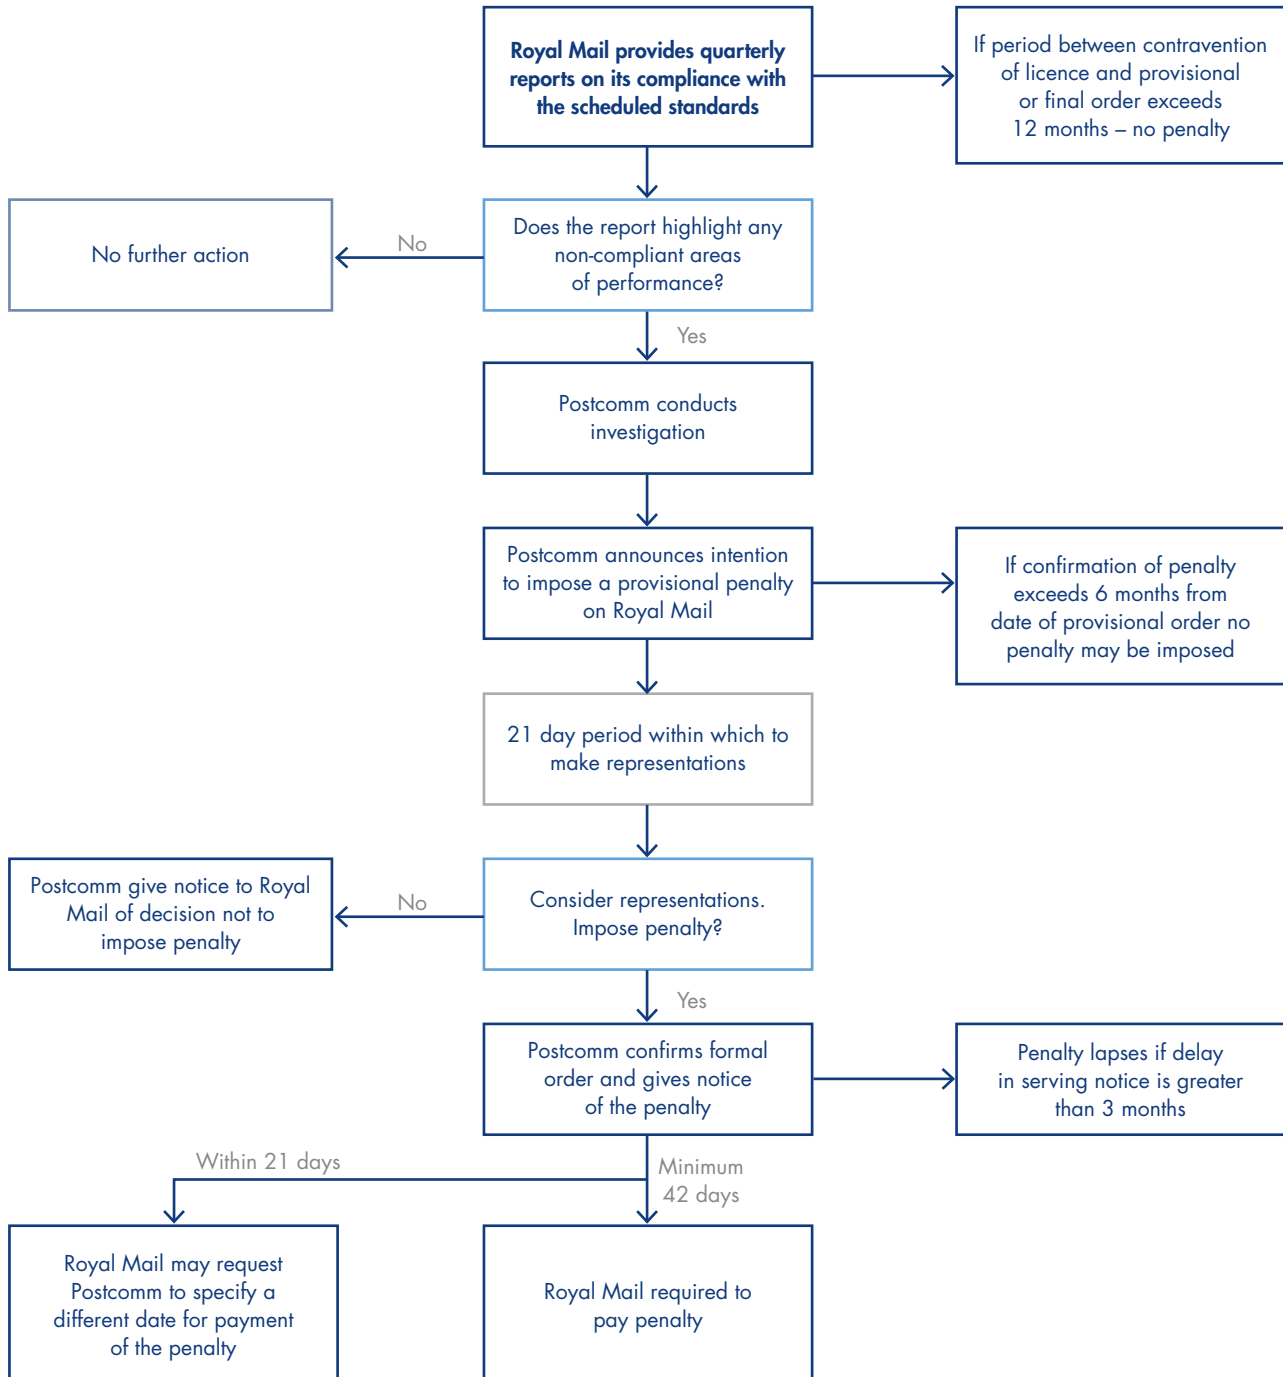 Royal Mail provides quarterly
reports on its compliance with
the scheduled standards
If period between contravention
of licence and provisional
or final order exceeds
12 months – no penalty
No further action
No
Does the report highlight any
non-compliant areas
of performance?
Yes
Postcomm conducts
investigation
Postcomm announces intention
to impose a provisional penalty
on Royal Mail
If confirmation of penalty
exceeds 6 months from
date of provisional order no
penalty may be imposed
21 day period within which to
make representations
Postcomm give notice to Royal
Mail of decision not to
impose penalty
No
Consider representations.
Impose penalty?
Yes
Postcomm confirms formal
order and gives notice
of the penalty
Penalty lapses if delay
in serving notice is greater
than 3 months
Within 21 days
Minimum
42 days
Royal Mail may request
Postcomm to specify a
different date for payment
of the penalty
Royal Mail required to
pay penalty